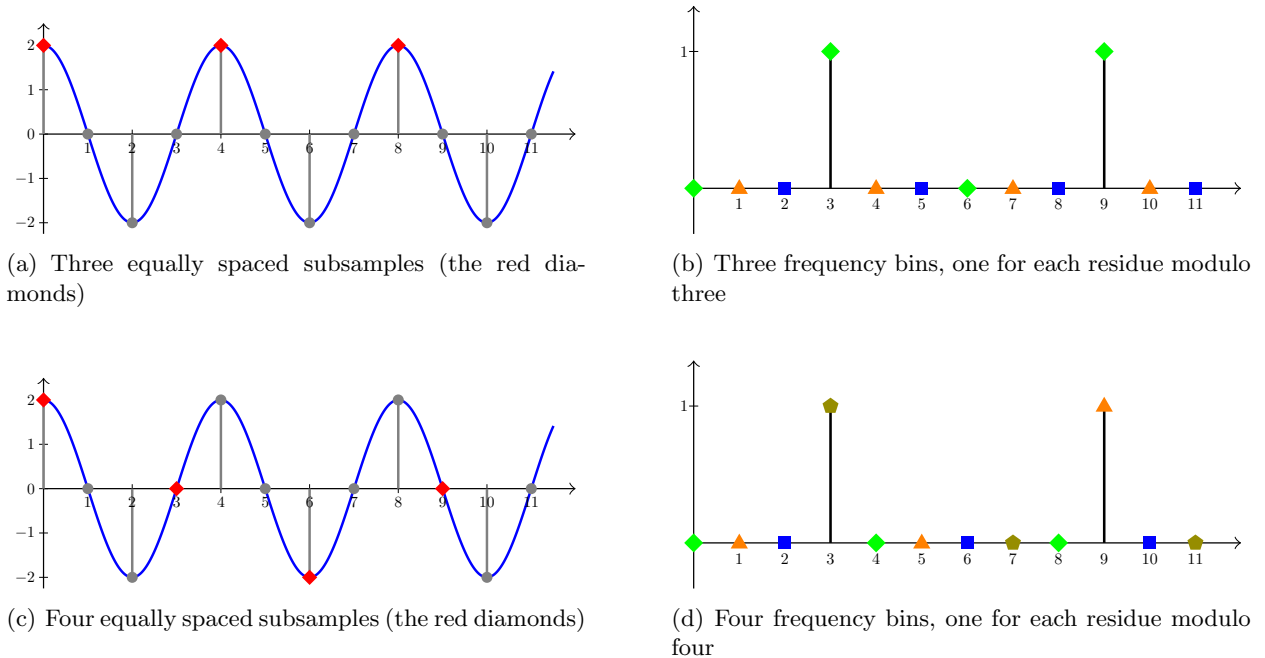 2
1
0
−1
−2
1 2 3 4 5 6 7 8 9 10 11
(a) Three equally spaced subsamples (the red dia-
monds)
1
1 2 3 4 5 6 7 8 9 10 11
(b) Three frequency bins, one for each residue modulo
three
2
1
0
−1
−2
1 2 3 4 5 6 7 8 9 10 11
(c) Four equally spaced subsamples (the red diamonds)
1
1 2 3 4 5 6 7 8 9 10 11
(d) Four frequency bins, one for each residue modulo
four